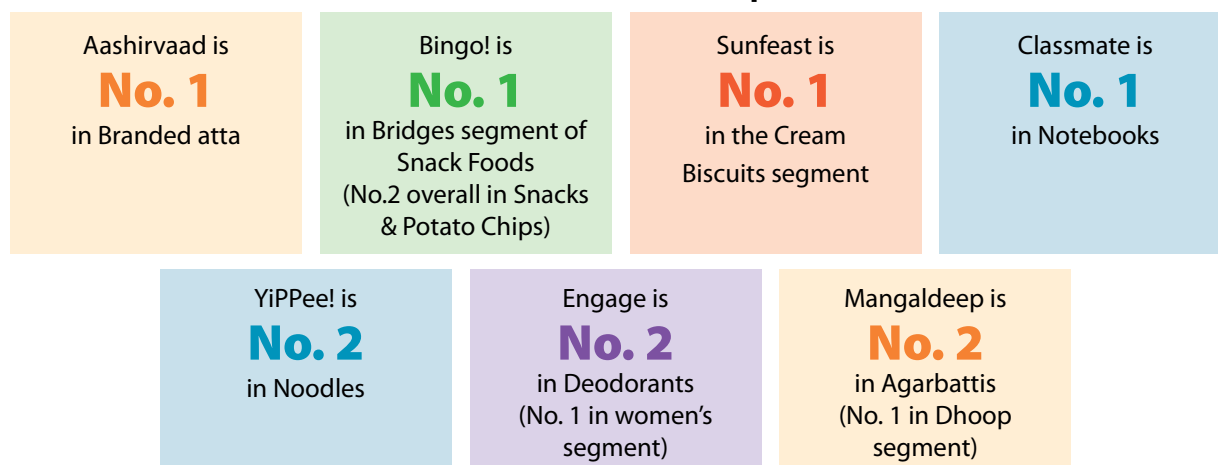 Aashirvaad is
No. 1
in Branded atta
Bingo! is
No. 1
in Bridges segment of
Snack Foods
(No.2 overall in Snacks
& Potato Chips)
Sunfeast is
No. 1
in the Cream
Biscuits segment
Classmate is
No. 1
in Notebooks
YiPPee! is
No. 2
in Noodles
Engage is
No. 2
in Deodorants
(No. 1 in women’s
segment)
Mangaldeep is
No. 2
in Agarbattis
(No. 1 in Dhoop
segment)